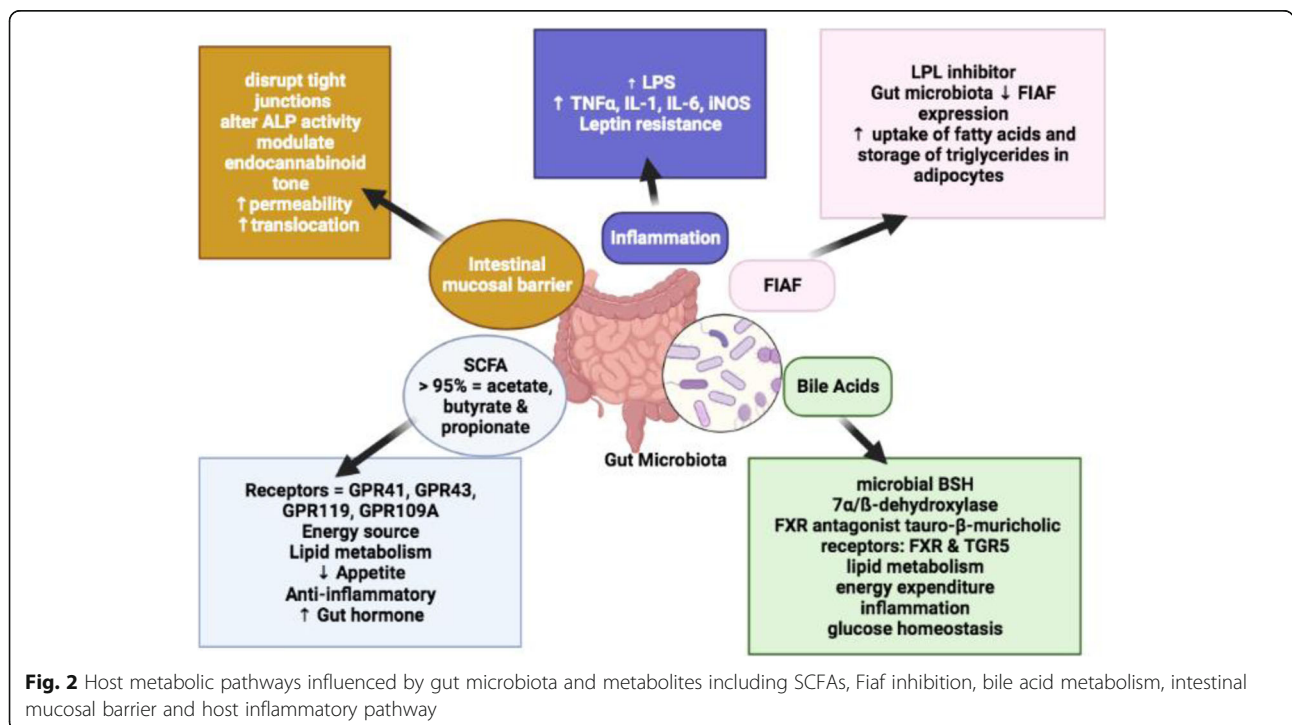 disrupt tight
junctions
alter ALP activity
modulate
endocannabinoid
tone
↑ permeability
↑ translocation
↑ LPS
↑ TNFα, IL-1, IL-6, iNOS
Leptin resistance
LPL inhibitor
Gut microbiota ↓ FIAF
expression
↑ uptake of fatty acids and
storage of triglycerides in
adipocytes
Intestinal
mucosal barrier
Inflammation
FIAF
SCFA
> 95% = acetate,
butyrate &
propionate
Bile Acids
Gut Microbiota
Receptors = GPR41, GPR43,
GPR119, GPR109A
Energy source
Lipid metabolism
↓ Appetite
Anti-inflammatory
↑ Gut hormone
microbial BSH
7α/ß-dehydroxylase
FXR antagonist tauro-β-muricholic
receptors: FXR & TGR5
lipid metabolism
energy expenditure
inflammation
glucose homeostasis
Fig. 2 Host metabolic pathways influenced by gut microbiota and metabolites including SCFAs, Fiaf inhibition, bile acid metabolism, intestinal
mucosal barrier and host inflammatory pathway